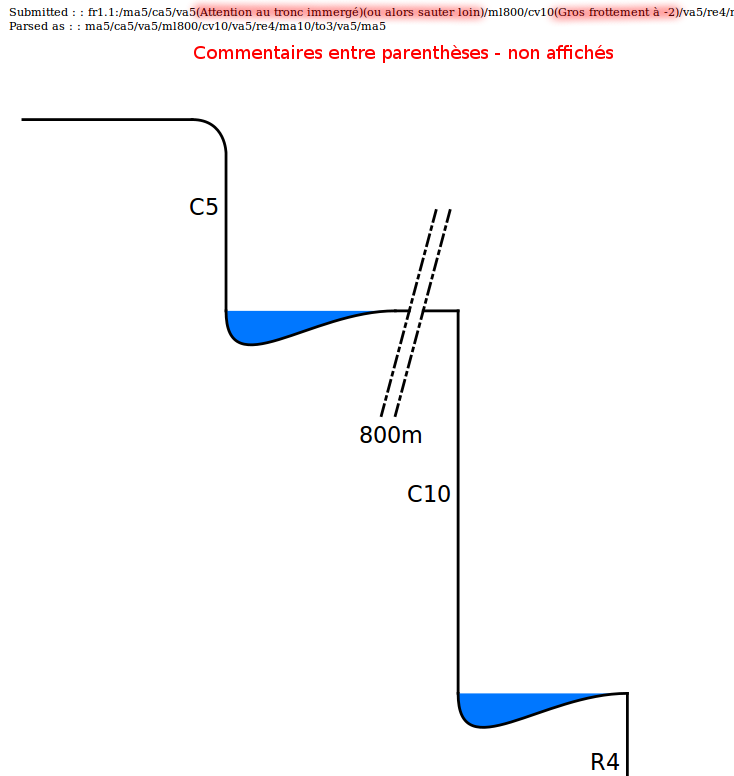 Submitted : : fr1.1:/ma5/ca5/va5(Attention au tronc immergé)(ou alors sauter loin)/ml800/cv10(Gros frottement à -2)/va5/re4/
Parsed as : : ma5/ca5/va5/ml800/cv10/va5/re4/ma10/to3/va5/ma5
Commentaires entre parenthèses - non affichés
C5
800m
C10
R4